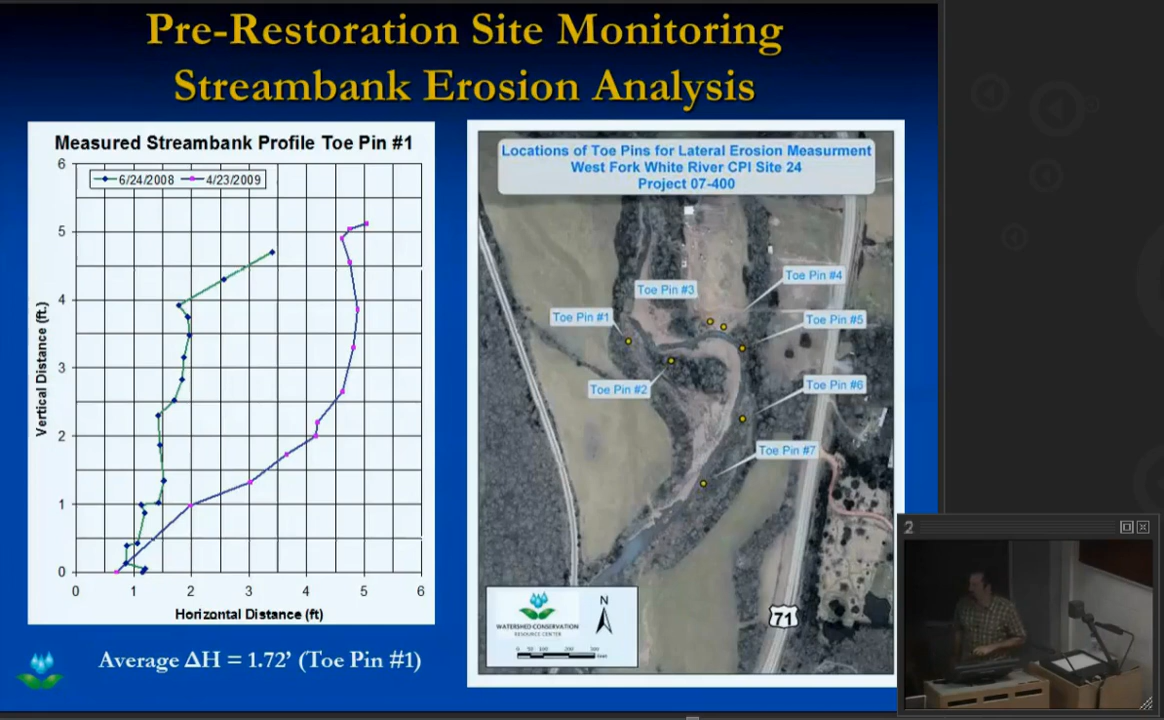 Pre-Restoration Site Monitoring
Streambank Erosion Analysis
Measured Streambank Profile Toe Pin #1
6/24/2008 4/23/2009
6
5
4
3
2
1
0
Vertical Distance (ft.)
0 1 2 3 4 5 6
Horizontal Distance (ft)
Average ΔH = 1.72’ (Toe Pin #1)
Locations of Toe Pins for Lateral Erosion Measurment
West Fork White River CPI Site 24
Project 07-400
Toe Pin #4
Toe Pin #3
Toe Pin #1
Toe Pin #5
Toe Pin #6
Toe Pin #2
Toe Pin #7
71
N
WATERSHED CONSERVATION
RESOURCE CENTER
2